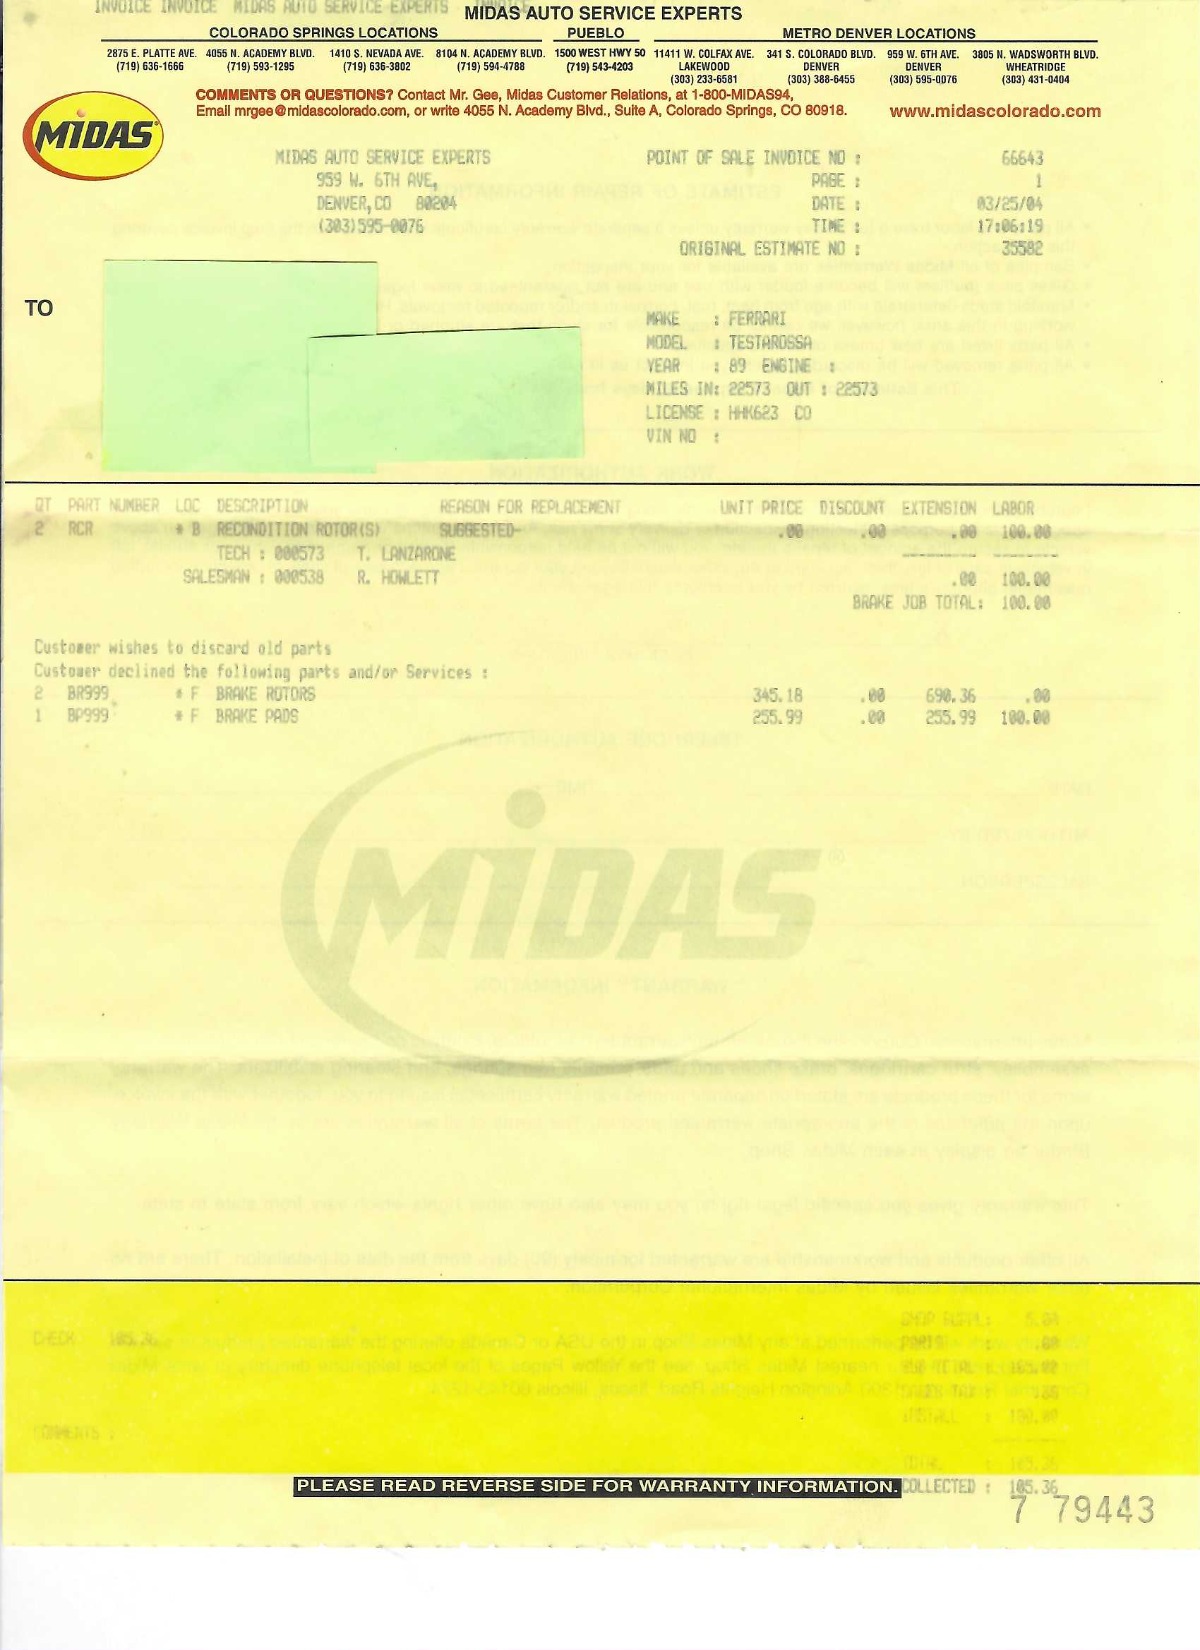 INVOICE INVOICE MIDAS AUTO SERVICE EXPERTS INVOICE
MIDAS AUTO SERVICE EXPERTS
COLORADO SPRINGS LOCATIONS PUEBLO METRO DENVER LOCATIONS
2875 E. PLATTE AVE. 4055 N. ACADEMY BLVD. 1410 S. NEVADA AVE. 8104 N. ACADEMY BLVD. 1500 WEST HWY 50 11411 W. COLFAX AVE. 341 S. COLORADO BLVD. 959 W. 6TH AVE. 3805 N. WADSWORTH BLVD.
(719) 636-1666 (719) 593-1295 (719) 636-3802 (719) 594-4788 (719) 543-4203 LAKEWOOD DENVER DENVER WHEATRIDGE
(303) 233-6581 (303) 388-6455 (303) 595-0076 (303) 431-0404
COMMENTS OR QUESTIONS? Contact Mr. Gee, Midas Customer Relations, at 1-800-MIDAS94,
Email mrgee@midascolorado.com, or write 4055 N. Academy Blvd., Suite A, Colorado Springs, CO 80918. www.midascolorado.com
MIDAS
MIDAS AUTO SERVICE EXPERTS POINT OF SALE INVOICE NO : 66643
959 W. 6TH AVE, PAGE : 1
DENVER,CO 80204 DATE : 03/25/04
(303)595-0076 TIME : 17:06:19
ORIGINAL ESTIMATE NO : 35582
TO
MAKE : FERRARI
MODEL : TESTAROSSA
YEAR : 89 ENGINE :
MILES IN: 22573 OUT : 22573
LICENSE : HHK623 CO
VIN NO :
QT PART NUMBER LOC DESCRIPTION REASON FOR REPLACEMENT UNIT PRICE DISCOUNT EXTENSION LABOR
2 RCR * B RECONDITION ROTOR(S) SUGGESTED .00 .00 .00 100.00
TECH : 000573 T. LANZARONE
SALESMAN : 000538 R. HOWLETT .00 100.00
BRAKE JOB TOTAL: 100.00
Customer wishes to discard old parts
Customer declined the following parts and/or Services :
2 BR999 * F BRAKE ROTORS 345.18 .00 690.36 .00
1 BP999 * F BRAKE PADS 255.99 .00 255.99 100.00
MIDAS®
CHECK 105.36
COMMENTS :
PLEASE READ REVERSE SIDE FOR WARRANTY INFORMATION.
COLLECTED : 105.36
7 79443